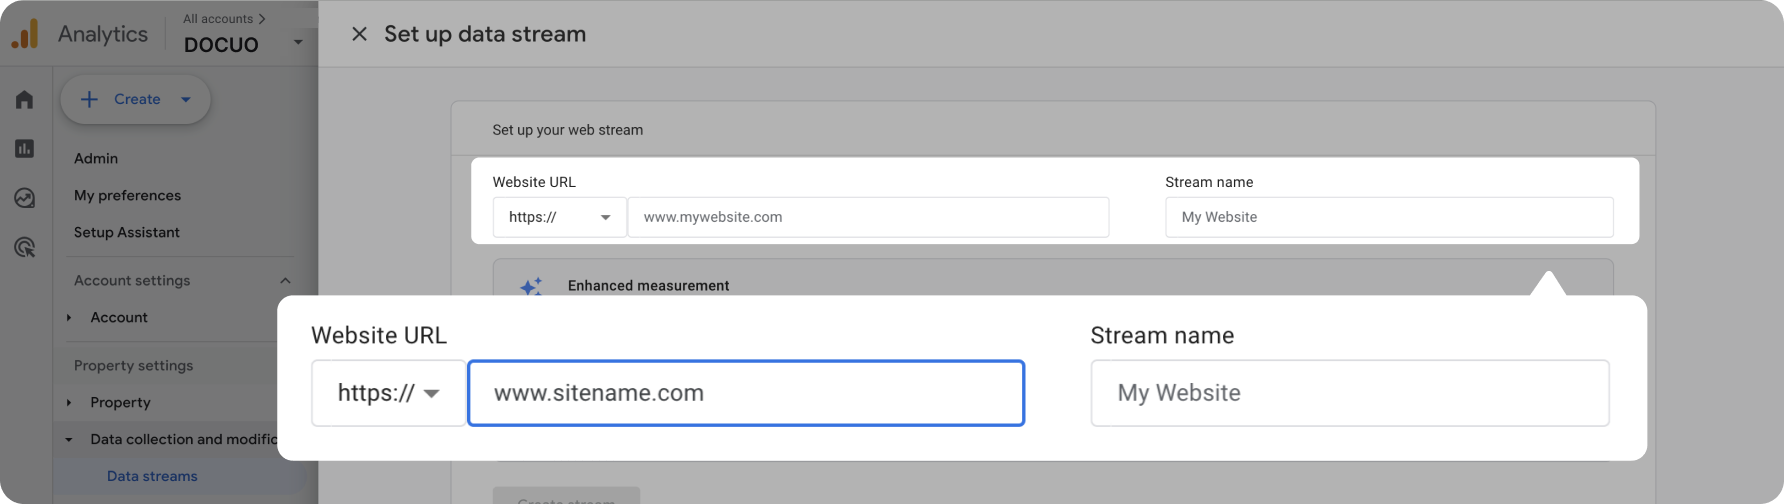 Analytics
All accounts
DOCUO
Set up data stream
Create
Admin
My preferences
Setup Assistant
Account settings
Account
Property settings
Property
Data collection and modific
Data streams
Set up your web stream
Website URL
Stream name
https://
www.mywebsite.com
My Website
Enhanced measurement
Website URL
Stream name
https://
www.sitename.com
My Website
Create stream